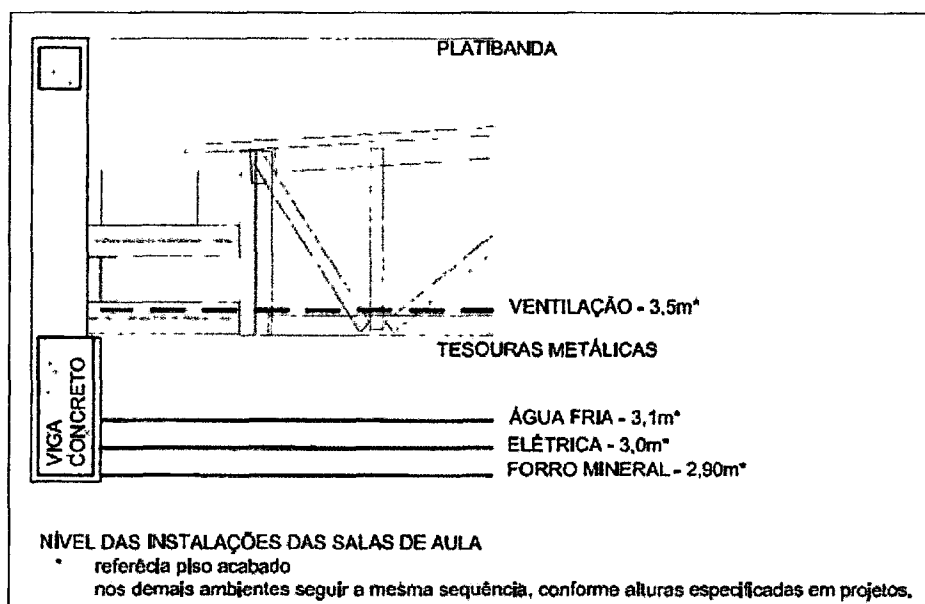 PLATIBANDA
VENTILAÇÃO - 3,5m*
TESOURAS METÁLICAS
VIGA
CONCRETO
ÁGUA FRIA - 3,1m*
ELÉTRICA - 3,0m*
FORRO MINERAL - 2,90m*
NÍVEL DAS INSTALAÇÕES DAS SALAS DE AULA
* referêcia piso acabado
nos demais ambientes seguir a mesma sequência, conforme alturas especificadas em projetos.